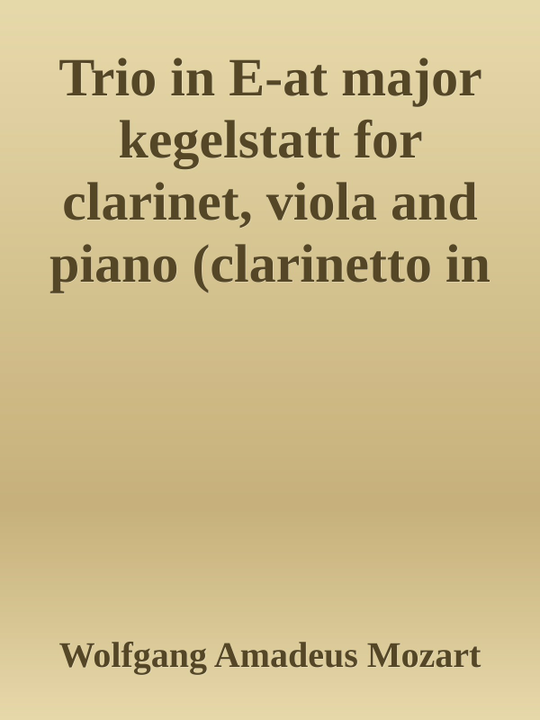 Trio in E-at major
kegelstatt for
clarinet, viola and
piano (clarinetto in
Wolfgang Amadeus Mozart